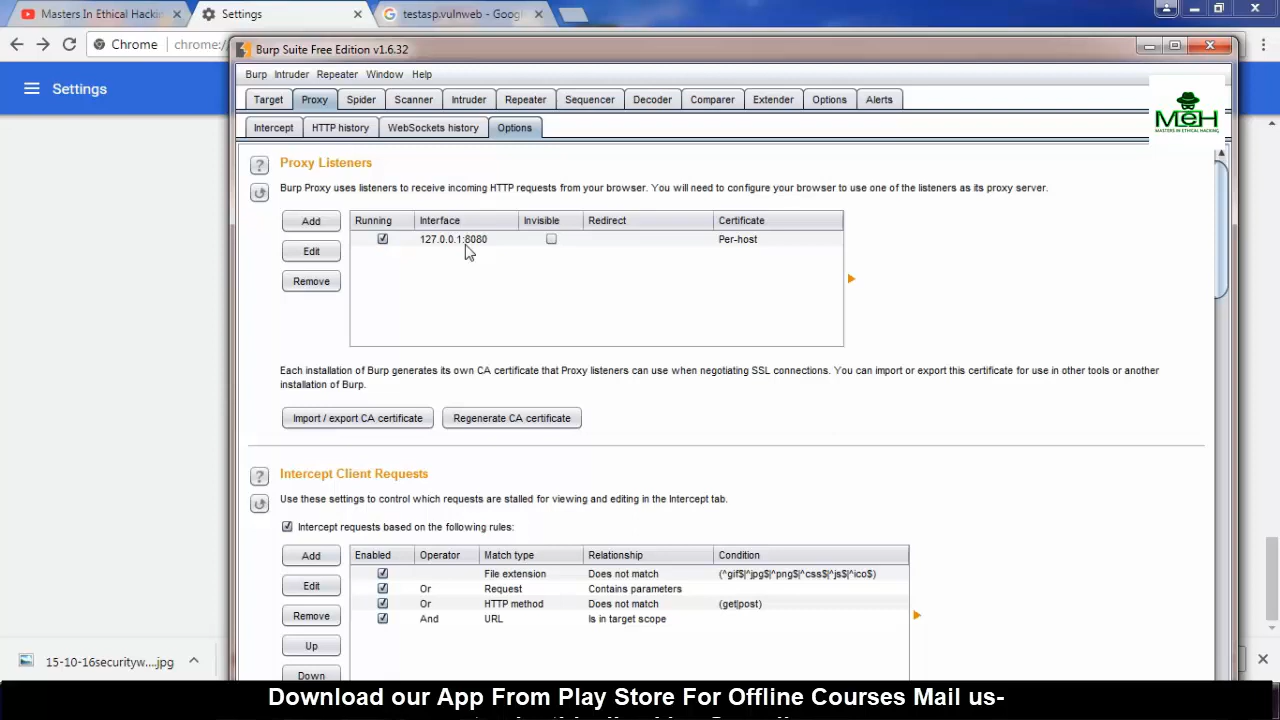 Masters In Ethical Hackin
Settings
testasp.vulnweb - Goog
Chrome
chrome:/
Settings
Burp Suite Free Edition v1.6.32
Burp Intruder Repeater Window Help
Target Proxy Spider Scanner Intruder Repeater Sequencer Decoder Comparer Extender Options Alerts
Intercept HTTP history WebSockets history Options
MeH
MASTERS IN ETHICAL HACKING
? Proxy Listeners
Burp Proxy uses listeners to receive incoming HTTP requests from your browser. You will need to configure your browser to use one of the listeners as its proxy server.
Add Running Interface Invisible Redirect Certificate
127.0.0.1:8080 Per-host
Edit
Remove
Each installation of Burp generates its own CA certificate that Proxy listeners can use when negotiating SSL connections. You can import or export this certificate for use in other tools or another
installation of Burp.
Import / export CA certificate Regenerate CA certificate
? Intercept Client Requests
Use these settings to control which requests are stalled for viewing and editing in the Intercept tab.
Intercept requests based on the following rules:
Add Enabled Operator Match type Relationship Condition
File extension Does not match (^gif$|^jpg$|^png$|^css$|^js$|^ico$)
Edit Or Request Contains parameters
Or HTTP method Does not match (get|post)
Remove And URL Is in target scope
Up
Down
15-10-16securityw....jpg
Download our App From Play Store For Offline Courses Mail us-